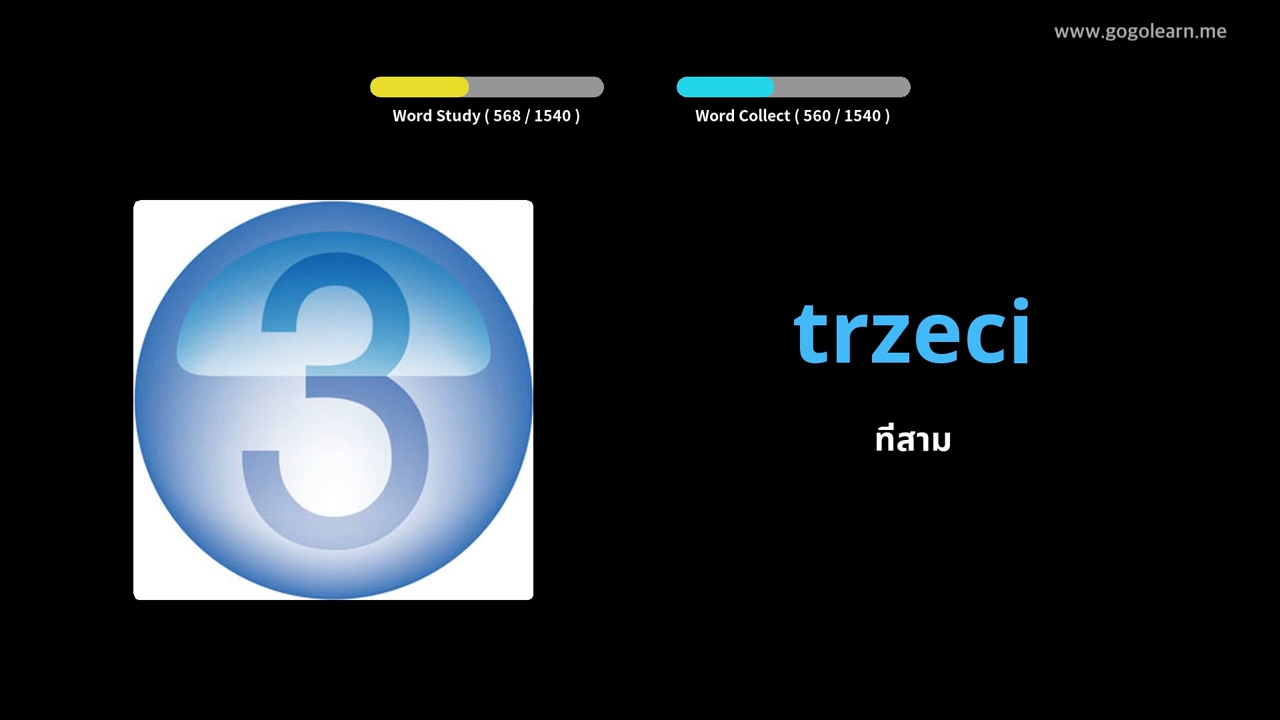 www.gogolearn.me
Word Study ( 568 / 1540 )
Word Collect ( 560 / 1540 )
3
trzeci
ที่สาม